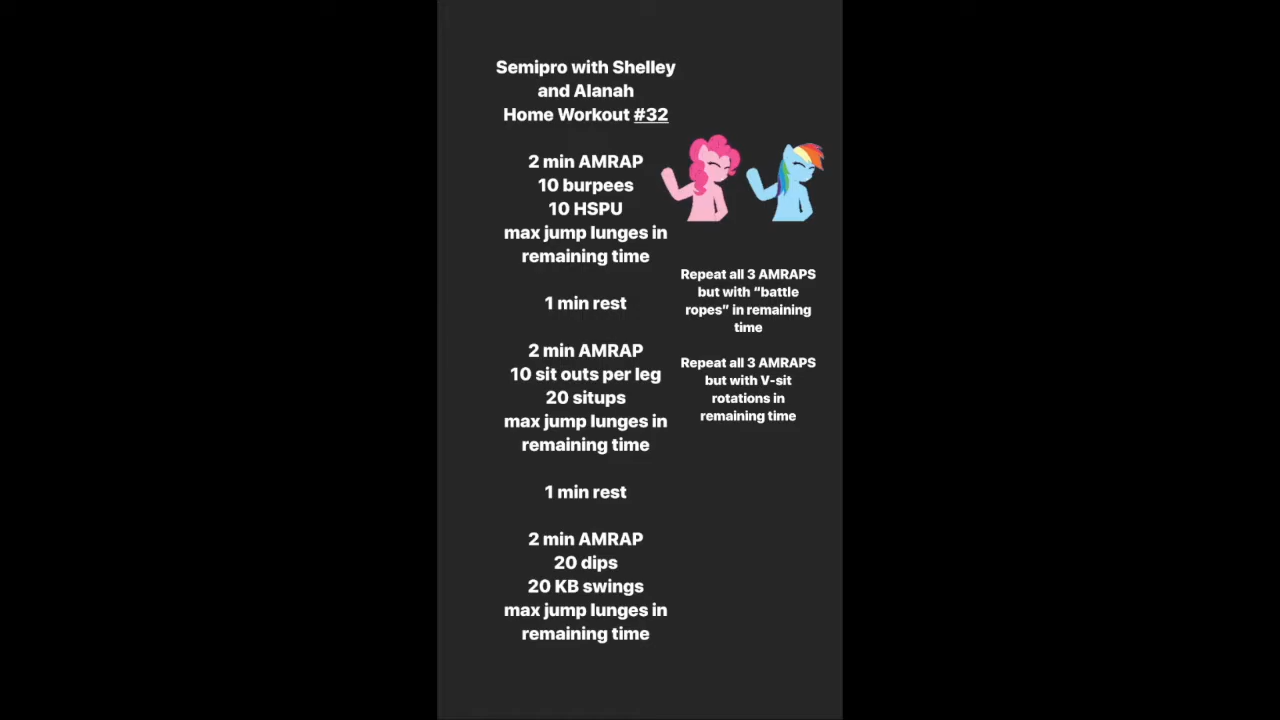 Semipro with Shelley
and Alanah
Home Workout #32
2 min AMRAP
10 burpees
10 HSPU
max jump lunges in
remaining time
1 min rest
2 min AMRAP
10 sit outs per leg
20 situps
max jump lunges in
remaining time
1 min rest
2 min AMRAP
20 dips
20 KB swings
max jump lunges in
remaining time
Repeat all 3 AMRAPS
but with “battle
ropes” in remaining
time
Repeat all 3 AMRAPS
but with V-sit
rotations in
remaining time